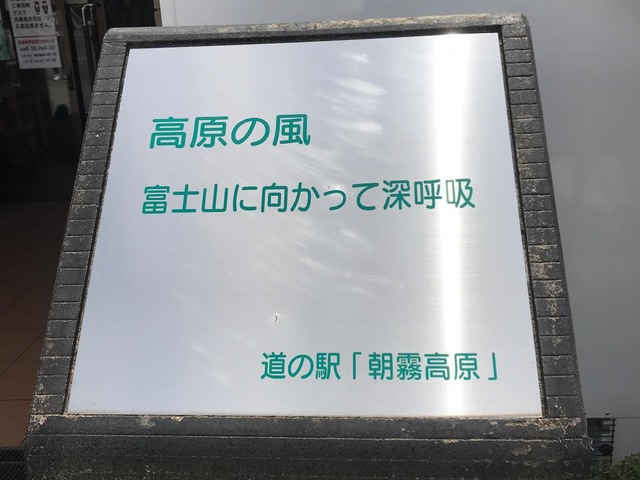 高原の風
富士山に向かって深呼吸
道の駅「朝霧高原」